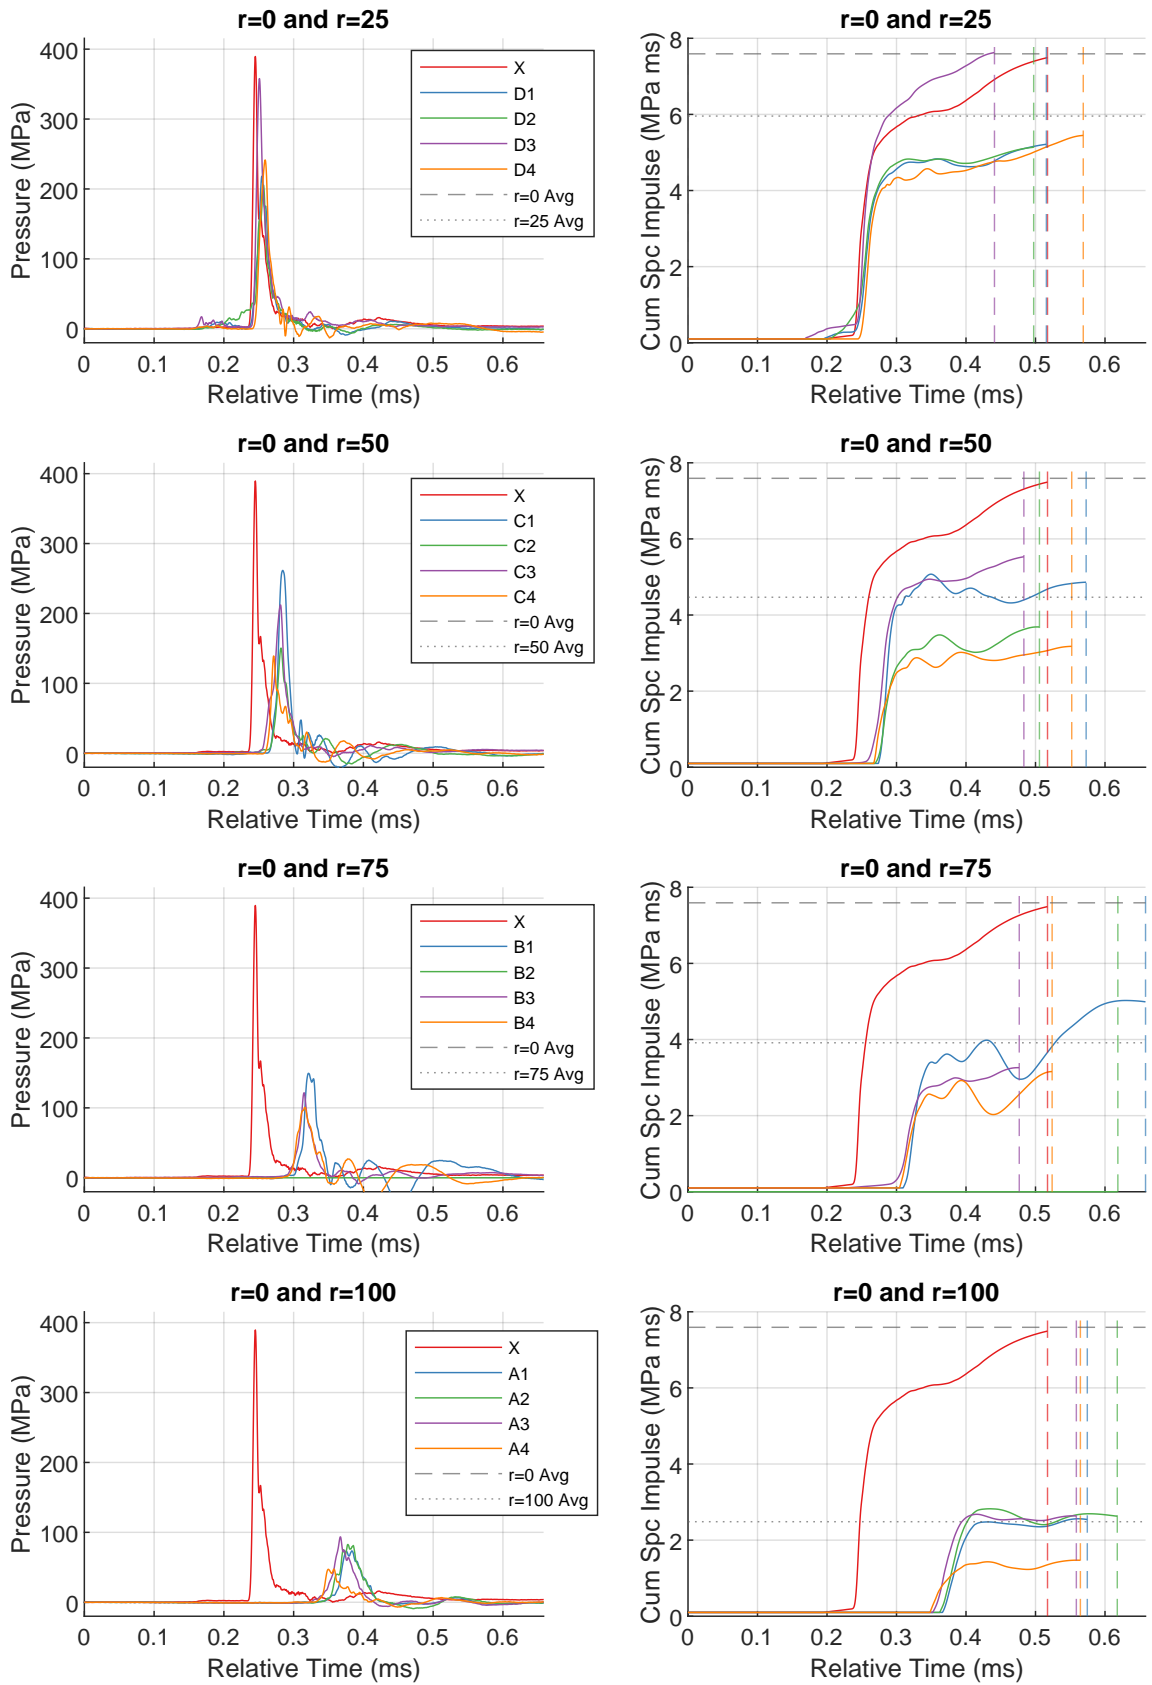 r=0 and r=25
Pressure (MPa)
400
300
200
100
0
0 0.1 0.2 0.3 0.4 0.5 0.6
Relative Time (ms)
X
D1
D2
D3
D4
r=0 Avg
r=25 Avg
r=0 and r=25
Cum Spc Impulse (MPa ms)
8
6
4
2
0
0 0.1 0.2 0.3 0.4 0.5 0.6
Relative Time (ms)
r=0 and r=50
Pressure (MPa)
400
300
200
100
0
0 0.1 0.2 0.3 0.4 0.5 0.6
Relative Time (ms)
X
C1
C2
C3
C4
r=0 Avg
r=50 Avg
r=0 and r=50
Cum Spc Impulse (MPa ms)
8
6
4
2
0
0 0.1 0.2 0.3 0.4 0.5 0.6
Relative Time (ms)
r=0 and r=75
Pressure (MPa)
400
300
200
100
0
0 0.1 0.2 0.3 0.4 0.5 0.6
Relative Time (ms)
X
B1
B2
B3
B4
r=0 Avg
r=75 Avg
r=0 and r=75
Cum Spc Impulse (MPa ms)
8
6
4
2
0
0 0.1 0.2 0.3 0.4 0.5 0.6
Relative Time (ms)
r=0 and r=100
Pressure (MPa)
400
300
200
100
0
0 0.1 0.2 0.3 0.4 0.5 0.6
Relative Time (ms)
X
A1
A2
A3
A4
r=0 Avg
r=100 Avg
r=0 and r=100
Cum Spc Impulse (MPa ms)
8
6
4
2
0
0 0.1 0.2 0.3 0.4 0.5 0.6
Relative Time (ms)